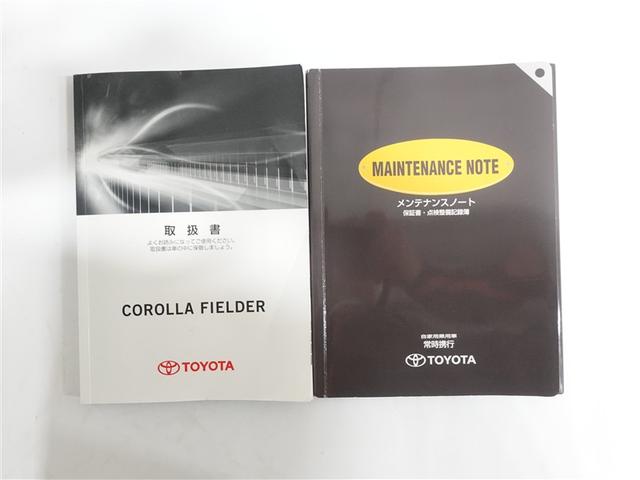 取扱書
よくお読みになってご使用ください。
取扱書は車の中に保管しましょう。
COROLLA FIELDER
TOYOTA
MAINTENANCE NOTE
メンテナンスノート
保証書・点検整備記録簿
自家用乗用車
常時携行
TOYOTA